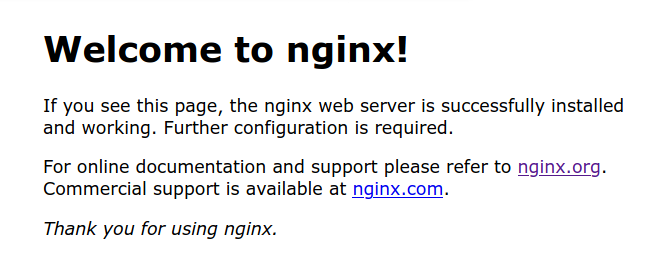 Welcome to nginx!
If you see this page, the nginx web server is successfully installed
and working. Further configuration is required.
For online documentation and support please refer to nginx.org.
Commercial support is available at nginx.com.
Thank you for using nginx.